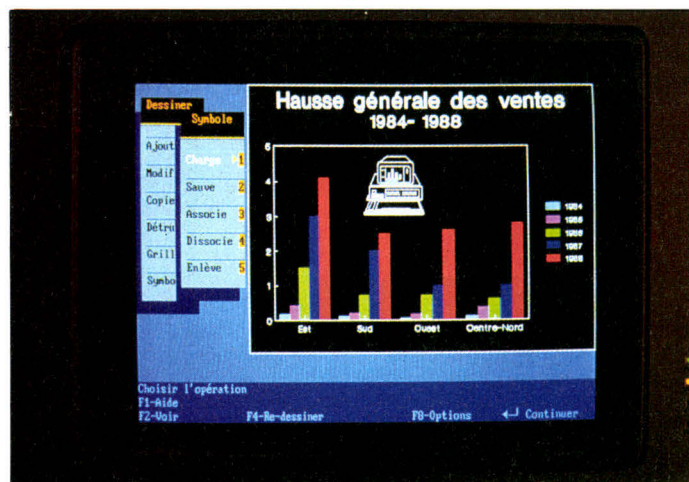 Dessiner
Symbole
Ajout
Modif
Copie
Détru
Grill
Symbo
Charge 1
Sauve 2
Associe 3
Dissocie 4
Enlève 5
Hausse générale des ventes
1984- 1988
5
4
3
2
1
0
Est
Sud
Ouest
Centre-Nord
1984
1985
1986
1987
1988
Choisir l'opération
F1-Aide
F2-Voir F4-Re-dessiner F8-Options ↵ Continuer